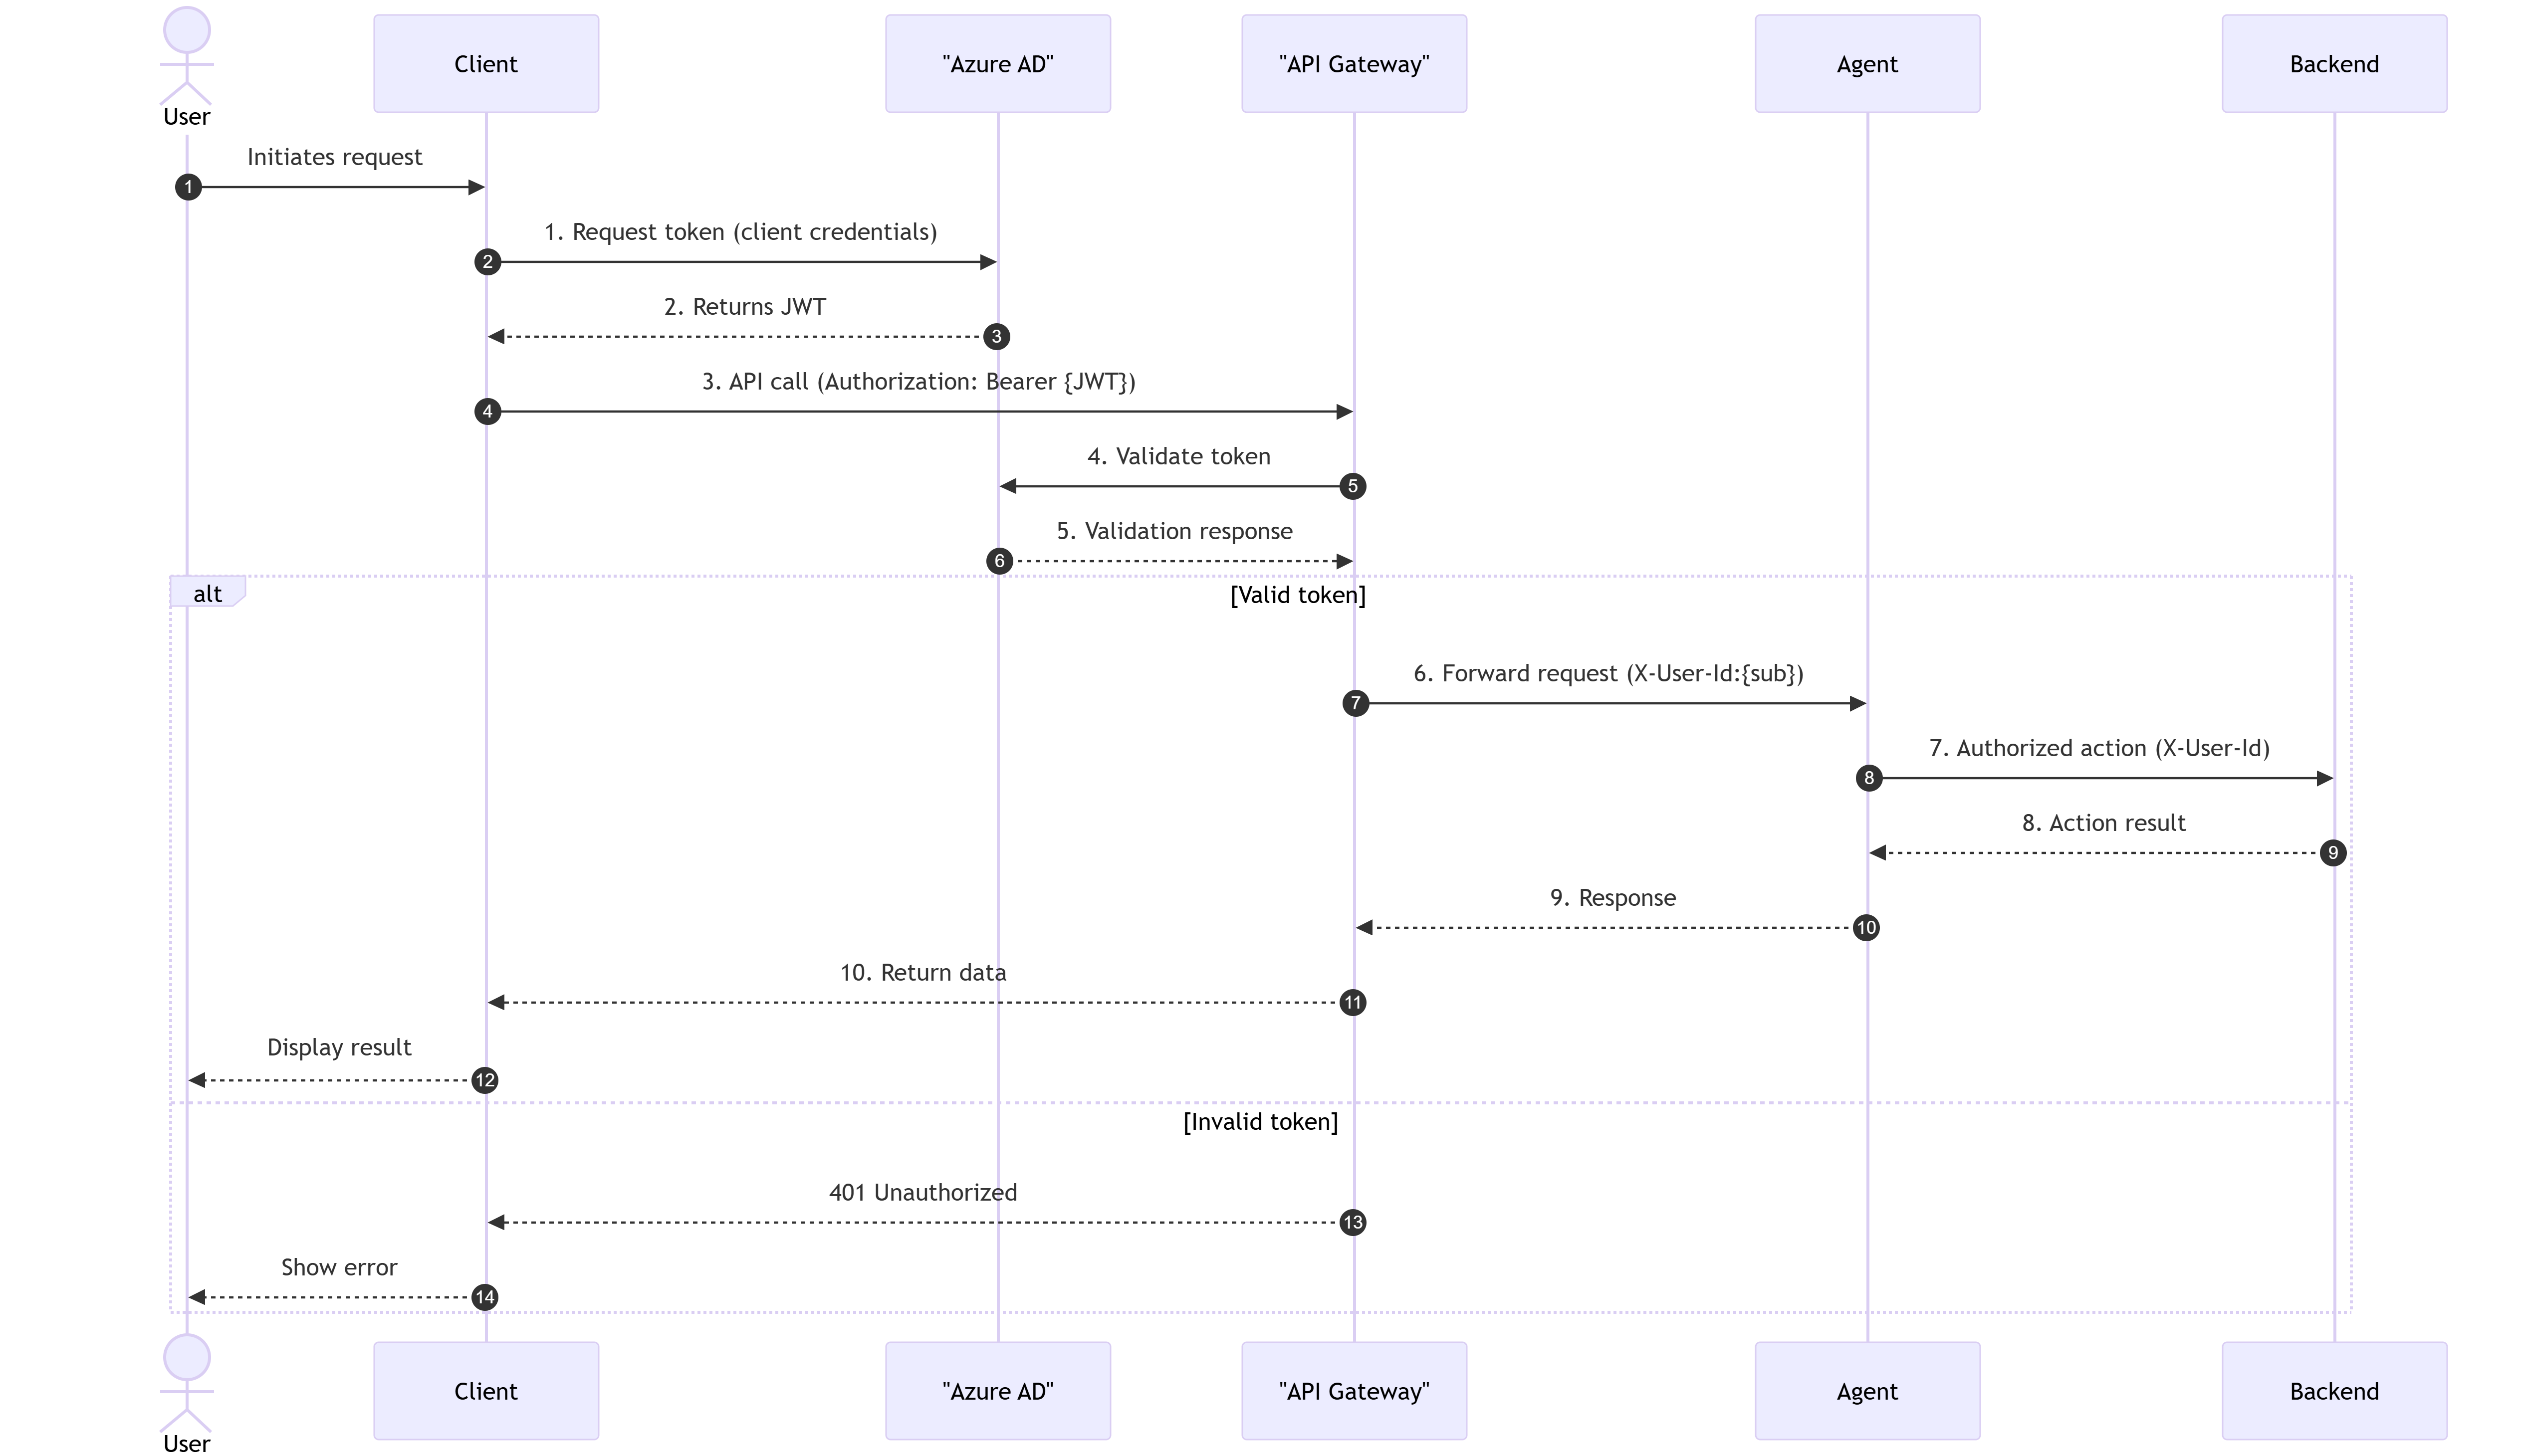 User
Client
"Azure AD"
"API Gateway"
Agent
Backend
Initiates request
1
1. Request token (client credentials)
2
2. Returns JWT
3
3. API call (Authorization: Bearer {JWT})
4
4. Validate token
5
5. Validation response
6
alt
[Valid token]
6. Forward request (X-User-Id:{sub})
7
7. Authorized action (X-User-Id)
8
8. Action result
9
9. Response
10
10. Return data
11
Display result
12
[Invalid token]
401 Unauthorized
13
Show error
14
User
Client
"Azure AD"
"API Gateway"
Agent
Backend